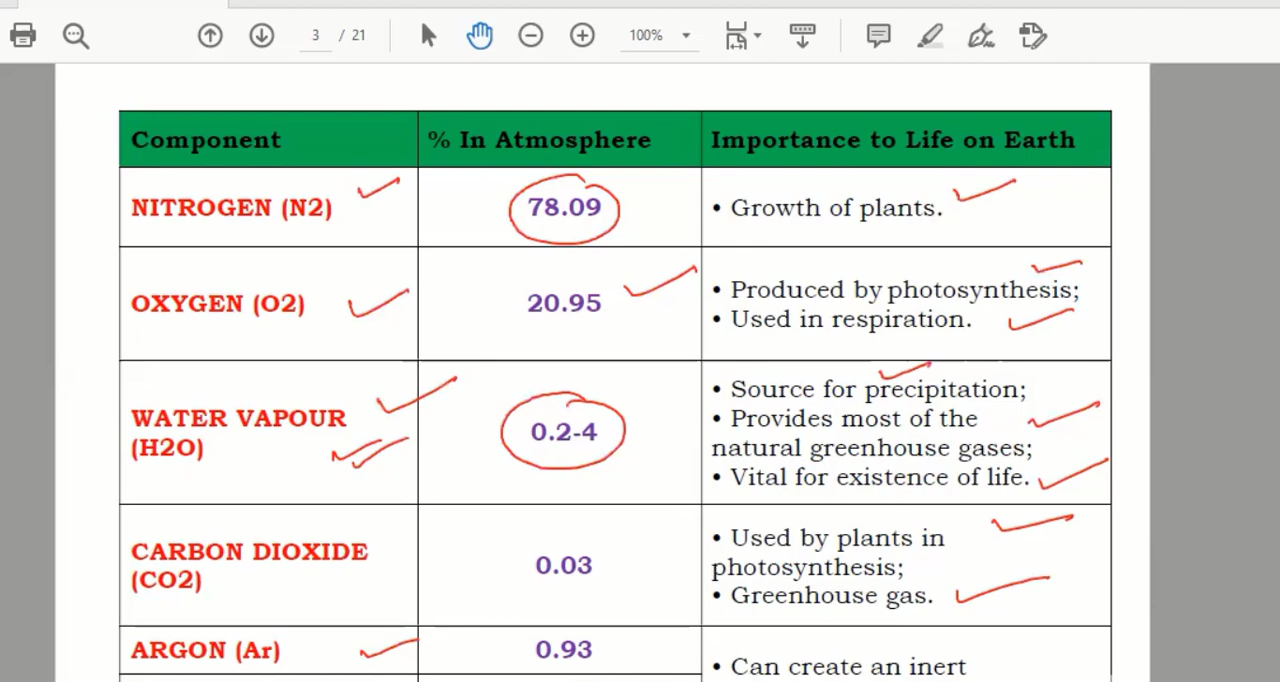 3 / 21
100%
Component % In Atmosphere Importance to Life on Earth
NITROGEN (N2) 78.09 • Growth of plants.
OXYGEN (O2) 20.95 • Produced by photosynthesis;
• Used in respiration.
WATER VAPOUR
(H2O) 0.2-4 • Source for precipitation;
• Provides most of the
natural greenhouse gases;
• Vital for existence of life.
CARBON DIOXIDE
(CO2) 0.03 • Used by plants in
photosynthesis;
• Greenhouse gas.
ARGON (Ar) 0.93 • Can create an inert